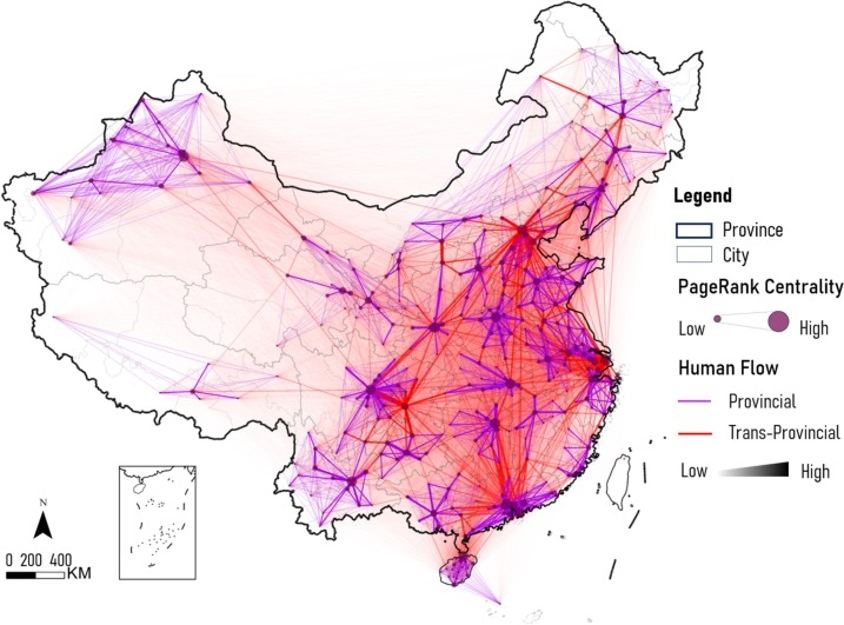 Legend
Province
City
PageRank Centrality
Low High
Human Flow
Provincial
Trans-Provincial
Low High
N
0 200 400
KM